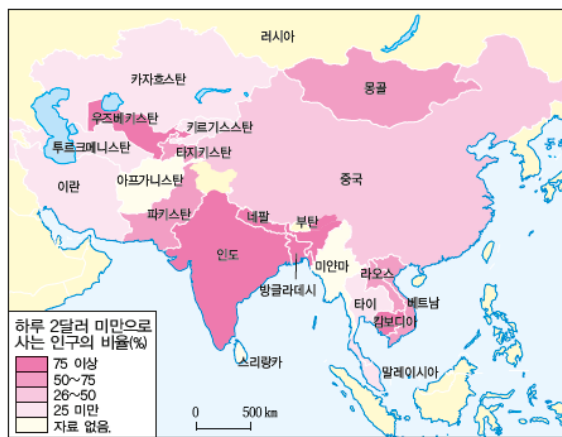 러시아
카자흐스탄
몽골
우즈베키스탄
키르기스스탄
투르크메니스탄
타지키스탄
동해
이란
아프가니스탄
중국
파키스탄
네팔
부탄
인도
미얀마
라오스
방글라데시
타이
베트남
캄보디아
스리랑카
말레이시아
하루 2달러 미만으로
사는 인구의 비율(%)
75 이상
50~75
26~50
25 미만
자료 없음.
0 500 km